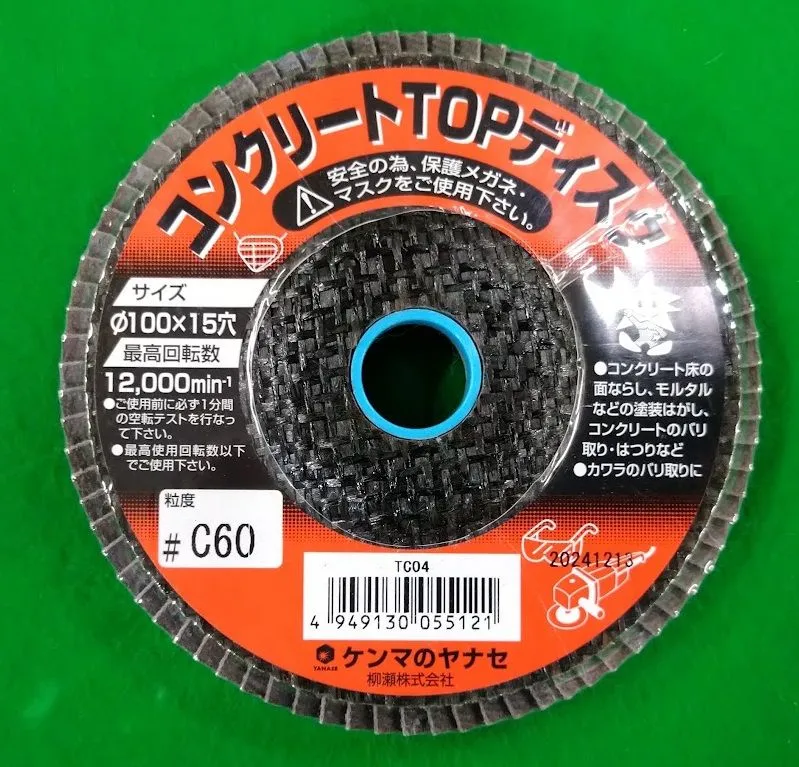 コンクリートTOPディスク
安全の為、保護メガネ・
マスクをご使用下さい。
サイズ
φ100×15穴
最高回転数
12,000min-1
●ご使用前に必ず1分間
の空転テストを行なっ
て下さい。
●最高使用回転数以下
でご使用下さい。
●コンクリート床の
面ならし、モルタル
などの塗装はがし、
コンクリートのバリ
取り・はつりなど
●カワラのバリ取りに
粒度
# C60
20241213
TC04
4 949130 055121
YANASE
ケンマのヤナセ
柳瀬株式会社